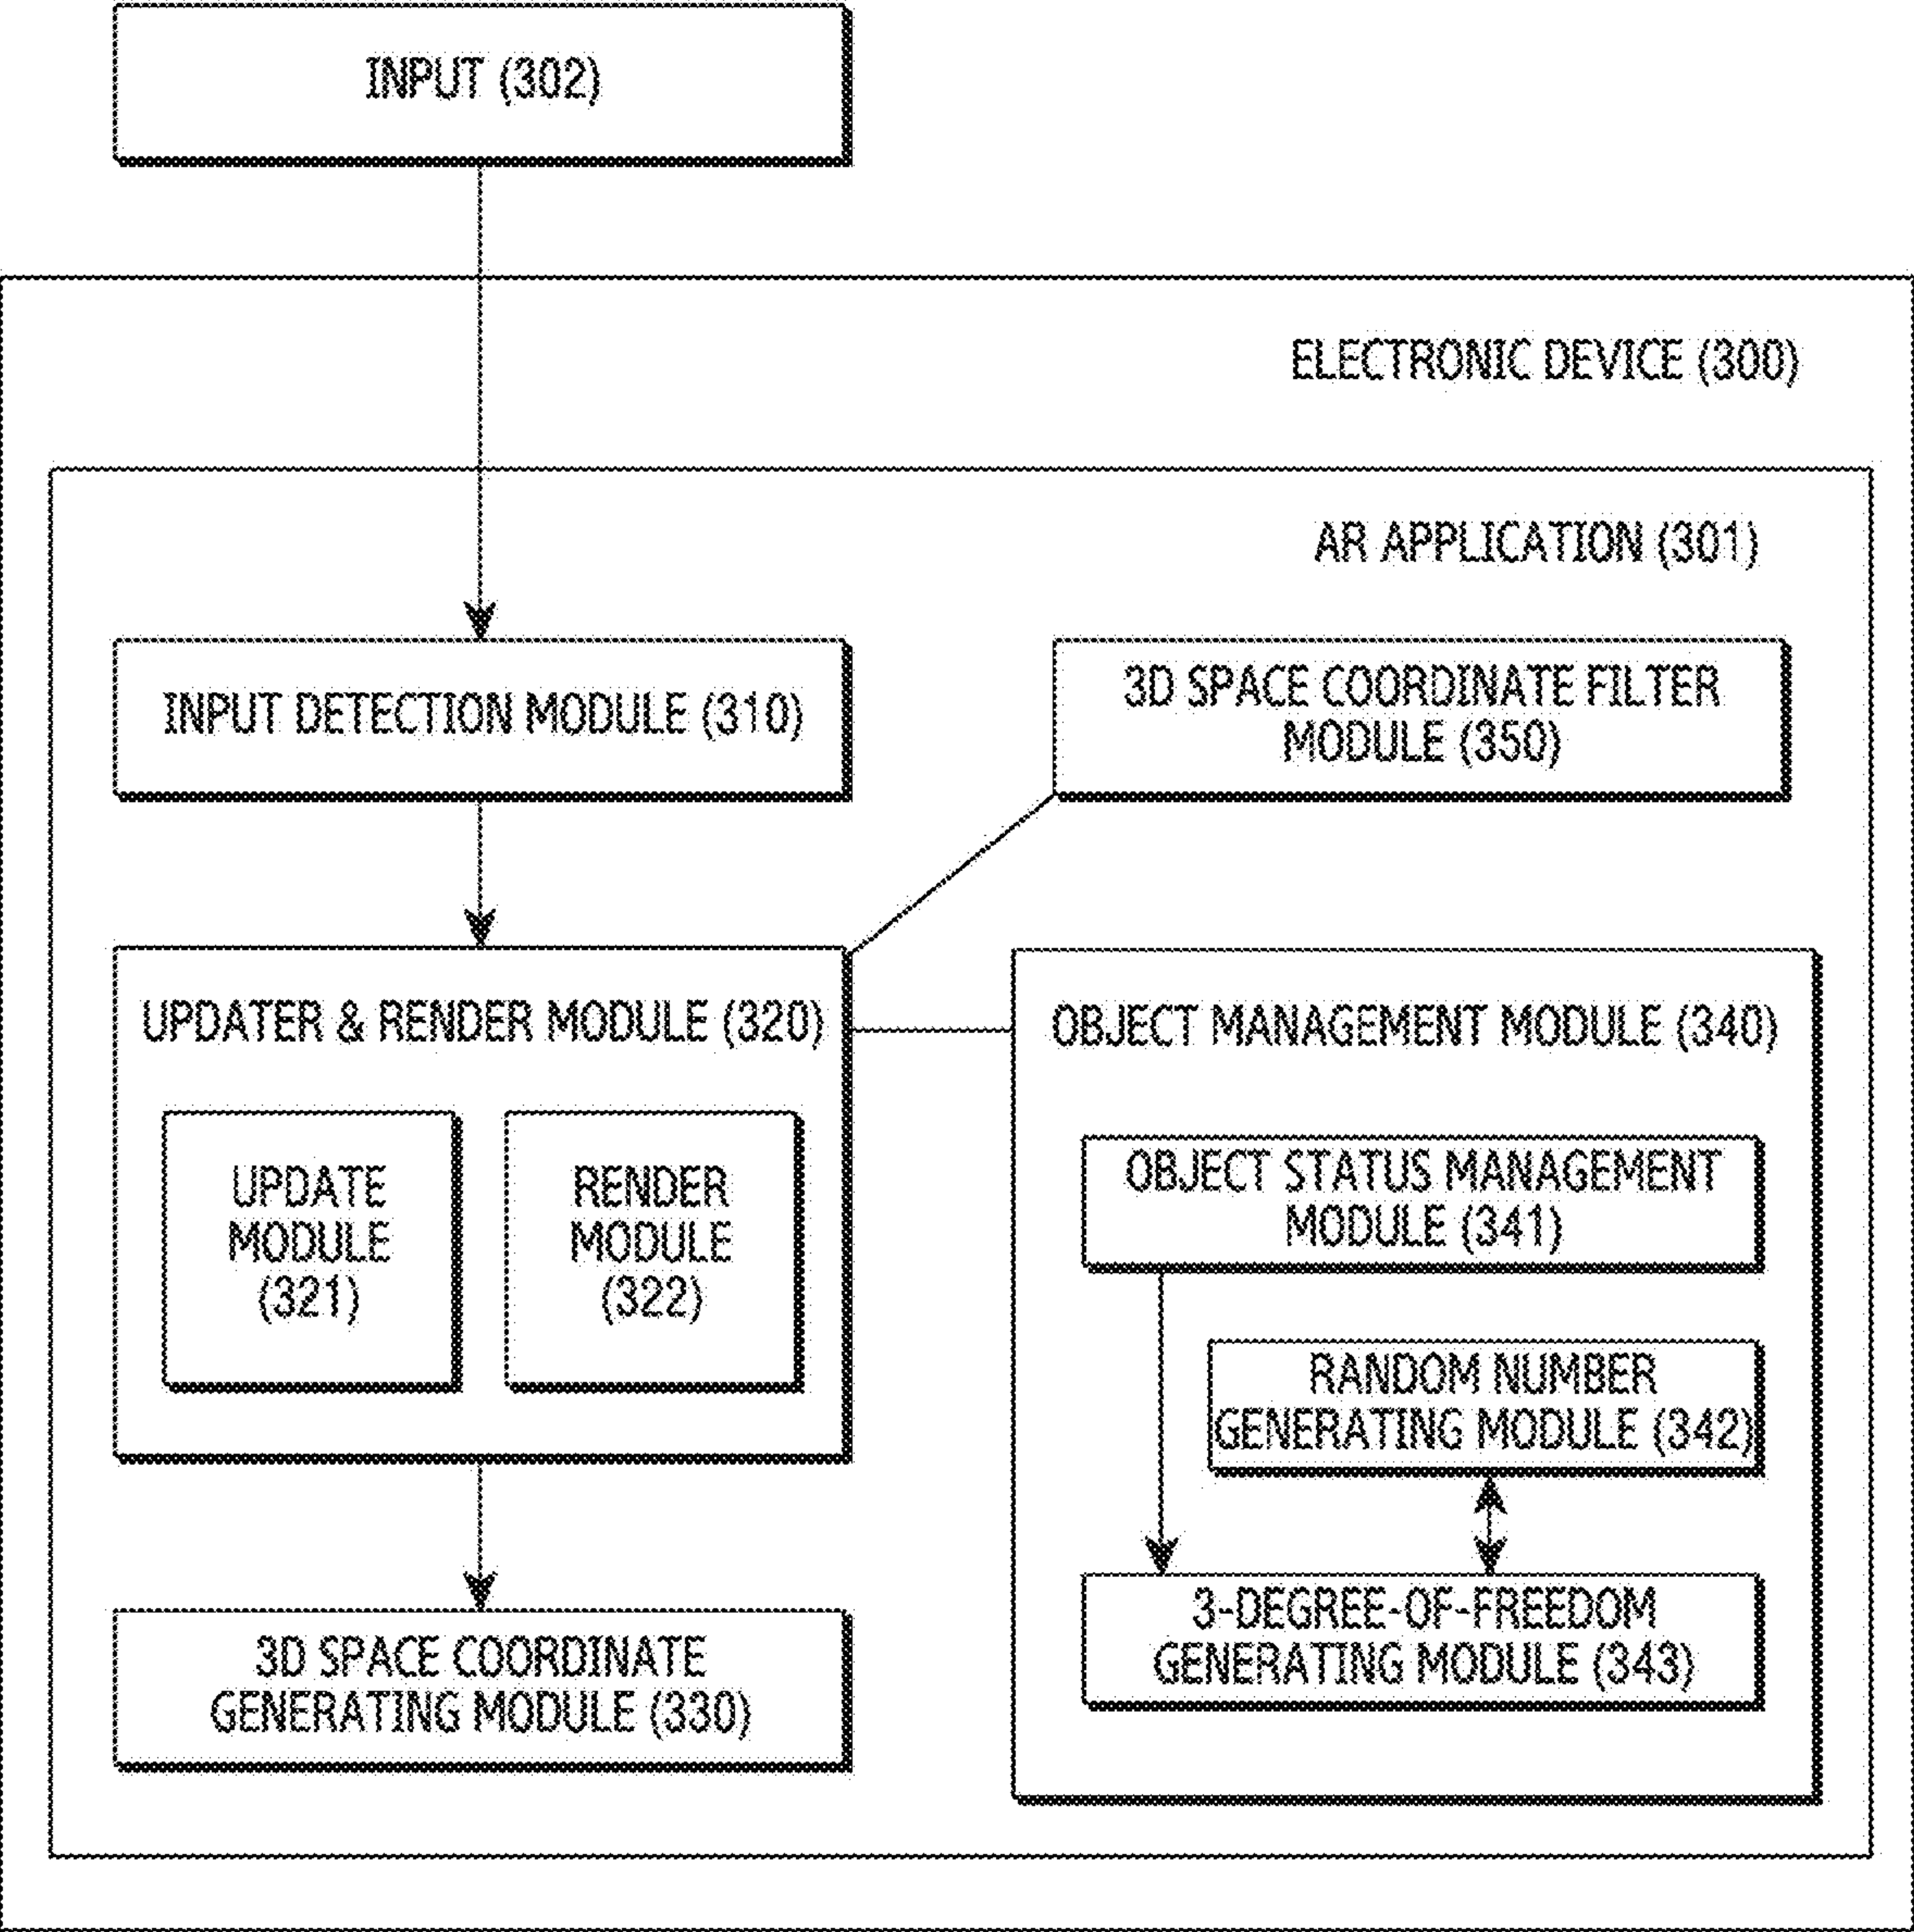 INPUT (302)
ELECTRONIC DEVICE (300)
AR APPLICATION (301)
INPUT DETECTION MODULE (310)
3D SPACE COORDINATE FILTER
MODULE (350)
UPDATER & RENDER MODULE (320)
UPDATE
MODULE
(321)
RENDER
MODULE
(322)
OBJECT MANAGEMENT MODULE (340)
OBJECT STATUS MANAGEMENT
MODULE (341)
RANDOM NUMBER
GENERATING MODULE (342)
3-DEGREE-OF-FREEDOM
GENERATING MODULE (343)
3D SPACE COORDINATE
GENERATING MODULE (330)